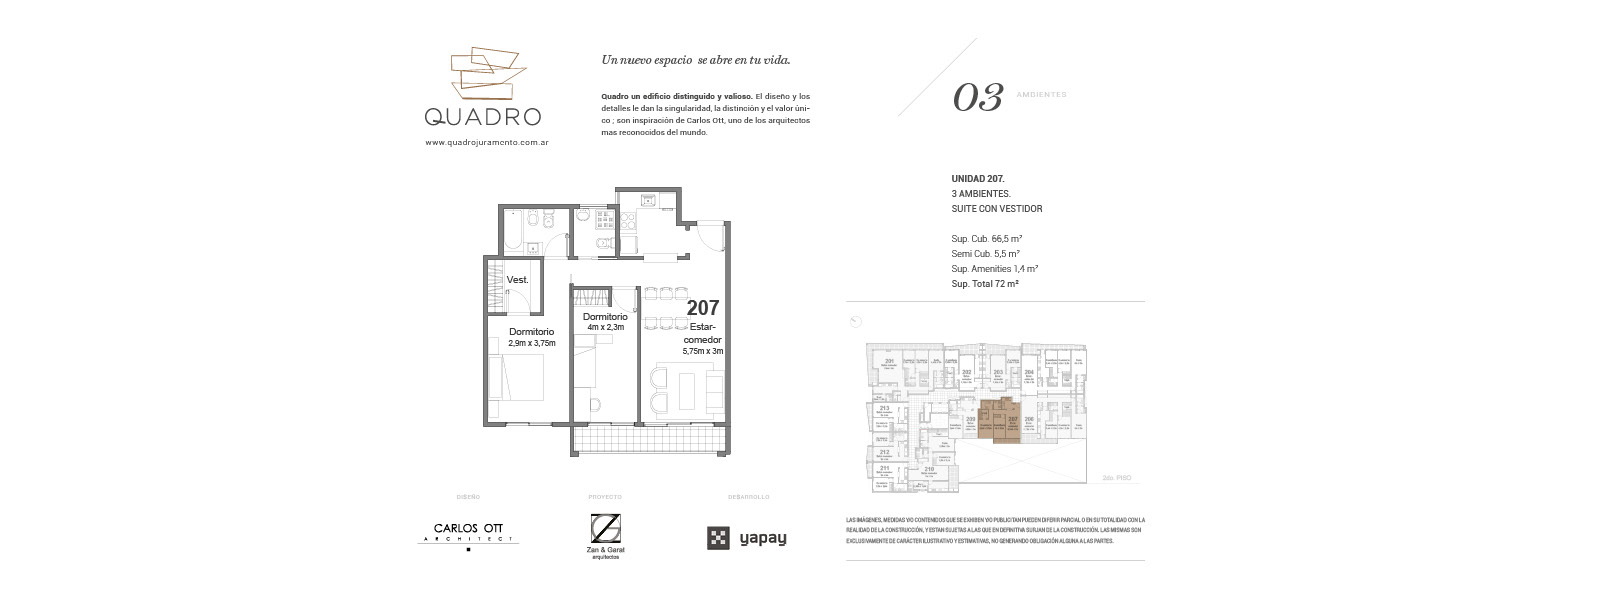 QUADRO
www.quadrojuramento.com.ar
Un nuevo espacio se abre en tu vida.
Quadro un edificio distinguido y valioso. El diseño y los
detalles le dan la singularidad, la distinción y el valor úni-
co ; son inspiración de Carlos Ott, uno de los arquitectos
mas reconocidos del mundo.
03 AMBIENTES
UNIDAD 207.
3 AMBIENTES.
SUITE CON VESTIDOR
Sup. Cub. 66,5 m²
Semi Cub. 5,5 m²
Sup. Amenities 1,4 m²
Sup. Total 72 m²
Vest.
Dormitorio
2,9m x 3,75m
Dormitorio
4m x 2,3m
207
Estar-
comedor
5,75m x 3m
201
202
203
204
213
209
207
206
212
211
210
2do. PISO
DISEÑO
CARLOS OTT
ARCHITECT
PROYECTO
Zan & Garat
arquitectos
DESARROLLO
yapay
LAS IMÁGENES, MEDIDAS Y/O CONTENIDOS QUE SE EXHIBEN Y/O PUBLICITAN PUEDEN DIFERIR PARCIAL O EN SU TOTALIDAD CON LA
REALIDAD DE LA CONSTRUCCIÓN, Y ESTAN SUJETAS A LAS QUE EN DEFINITIVA SURJAN DE LA CONSTRUCCIÓN. LAS MISMAS SON
EXCLUSIVAMENTE DE CARÁCTER ILUSTRATIVO Y ESTIMATIVAS, NO GENERANDO OBLIGACIÓN ALGUNA A LAS PARTES.